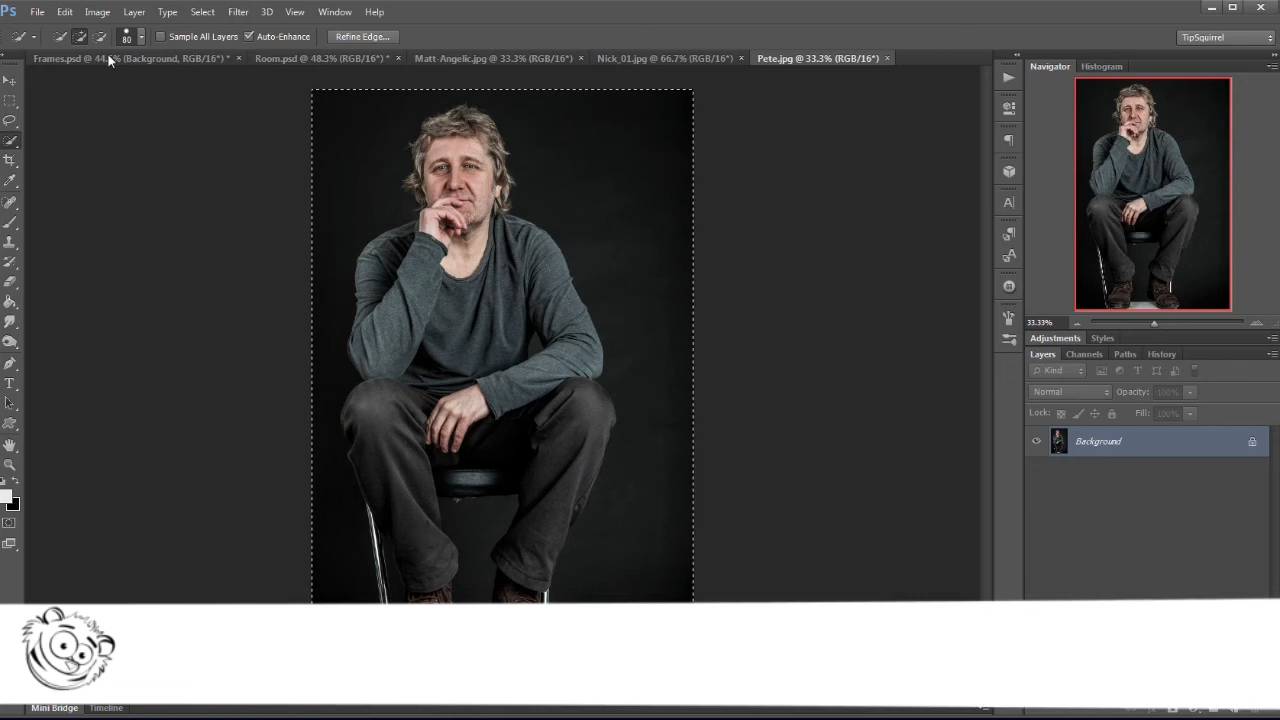 Ps File Edit Image Layer Type Select Filter 3D View Window Help
80 Sample All Layers Auto-Enhance Refine Edge... TipSquirrel
Frames.psd @ 44. % (Background, RGB/16*) * × Room.psd @ 48.3% (RGB/16*) * × Matt-Angelic.jpg @ 33.3% (RGB/16*) × Nick_01.jpg @ 66.7% (RGB/16*) × Pete.jpg @ 33.3% (RGB/16*) ×
Navigator Histogram
33.33%
Adjustments Styles
Layers Channels Paths History
Kind
Normal Opacity: 100%
Lock: Fill: 100%
Background
Mini Bridge Timeline